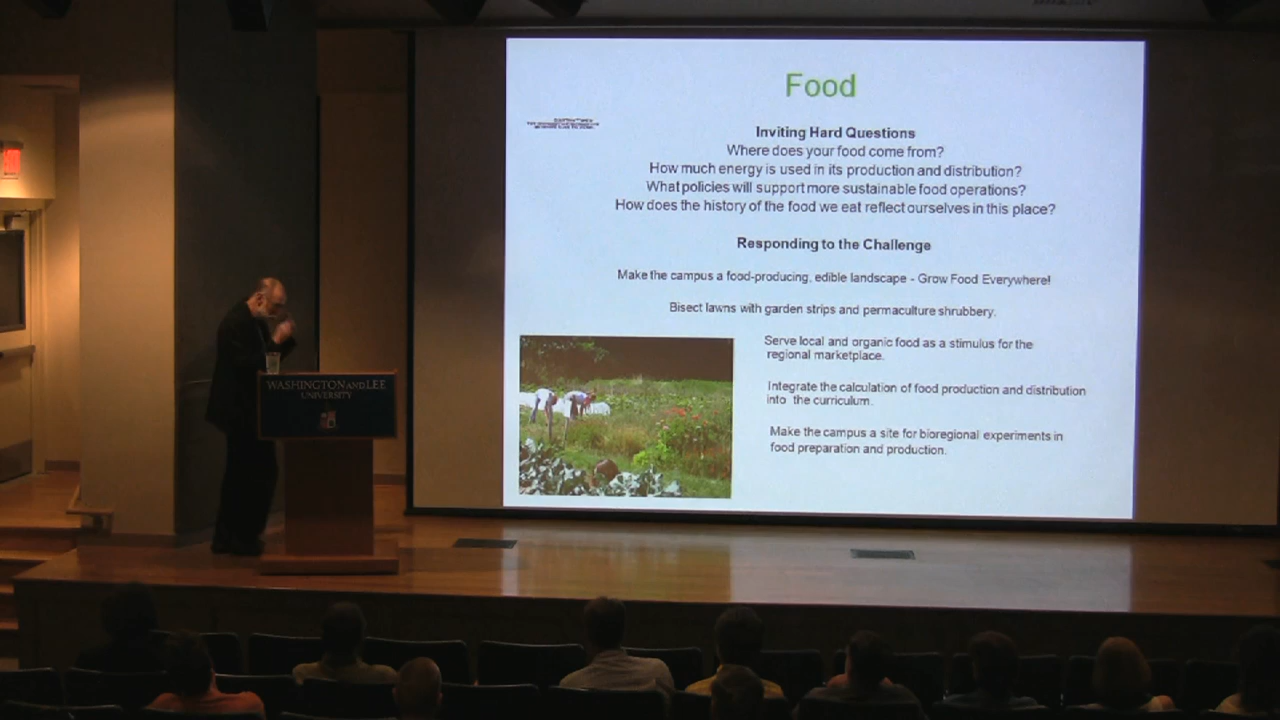 Food
Inviting Hard Questions
Where does your food come from?
How much energy is used in its production and distribution?
What policies will support more sustainable food operations?
How does the history of the food we eat reflect ourselves in this place?
Responding to the Challenge
Make the campus a food-producing, edible landscape - Grow Food Everywhere!
Bisect lawns with garden strips and permaculture shrubbery.
Serve local and organic food as a stimulus for the
regional marketplace.
Integrate the calculation of food production and distribution
into the curriculum.
Make the campus a site for bioregional experiments in
food preparation and production.
WASHINGTON AND LEE
UNIVERSITY